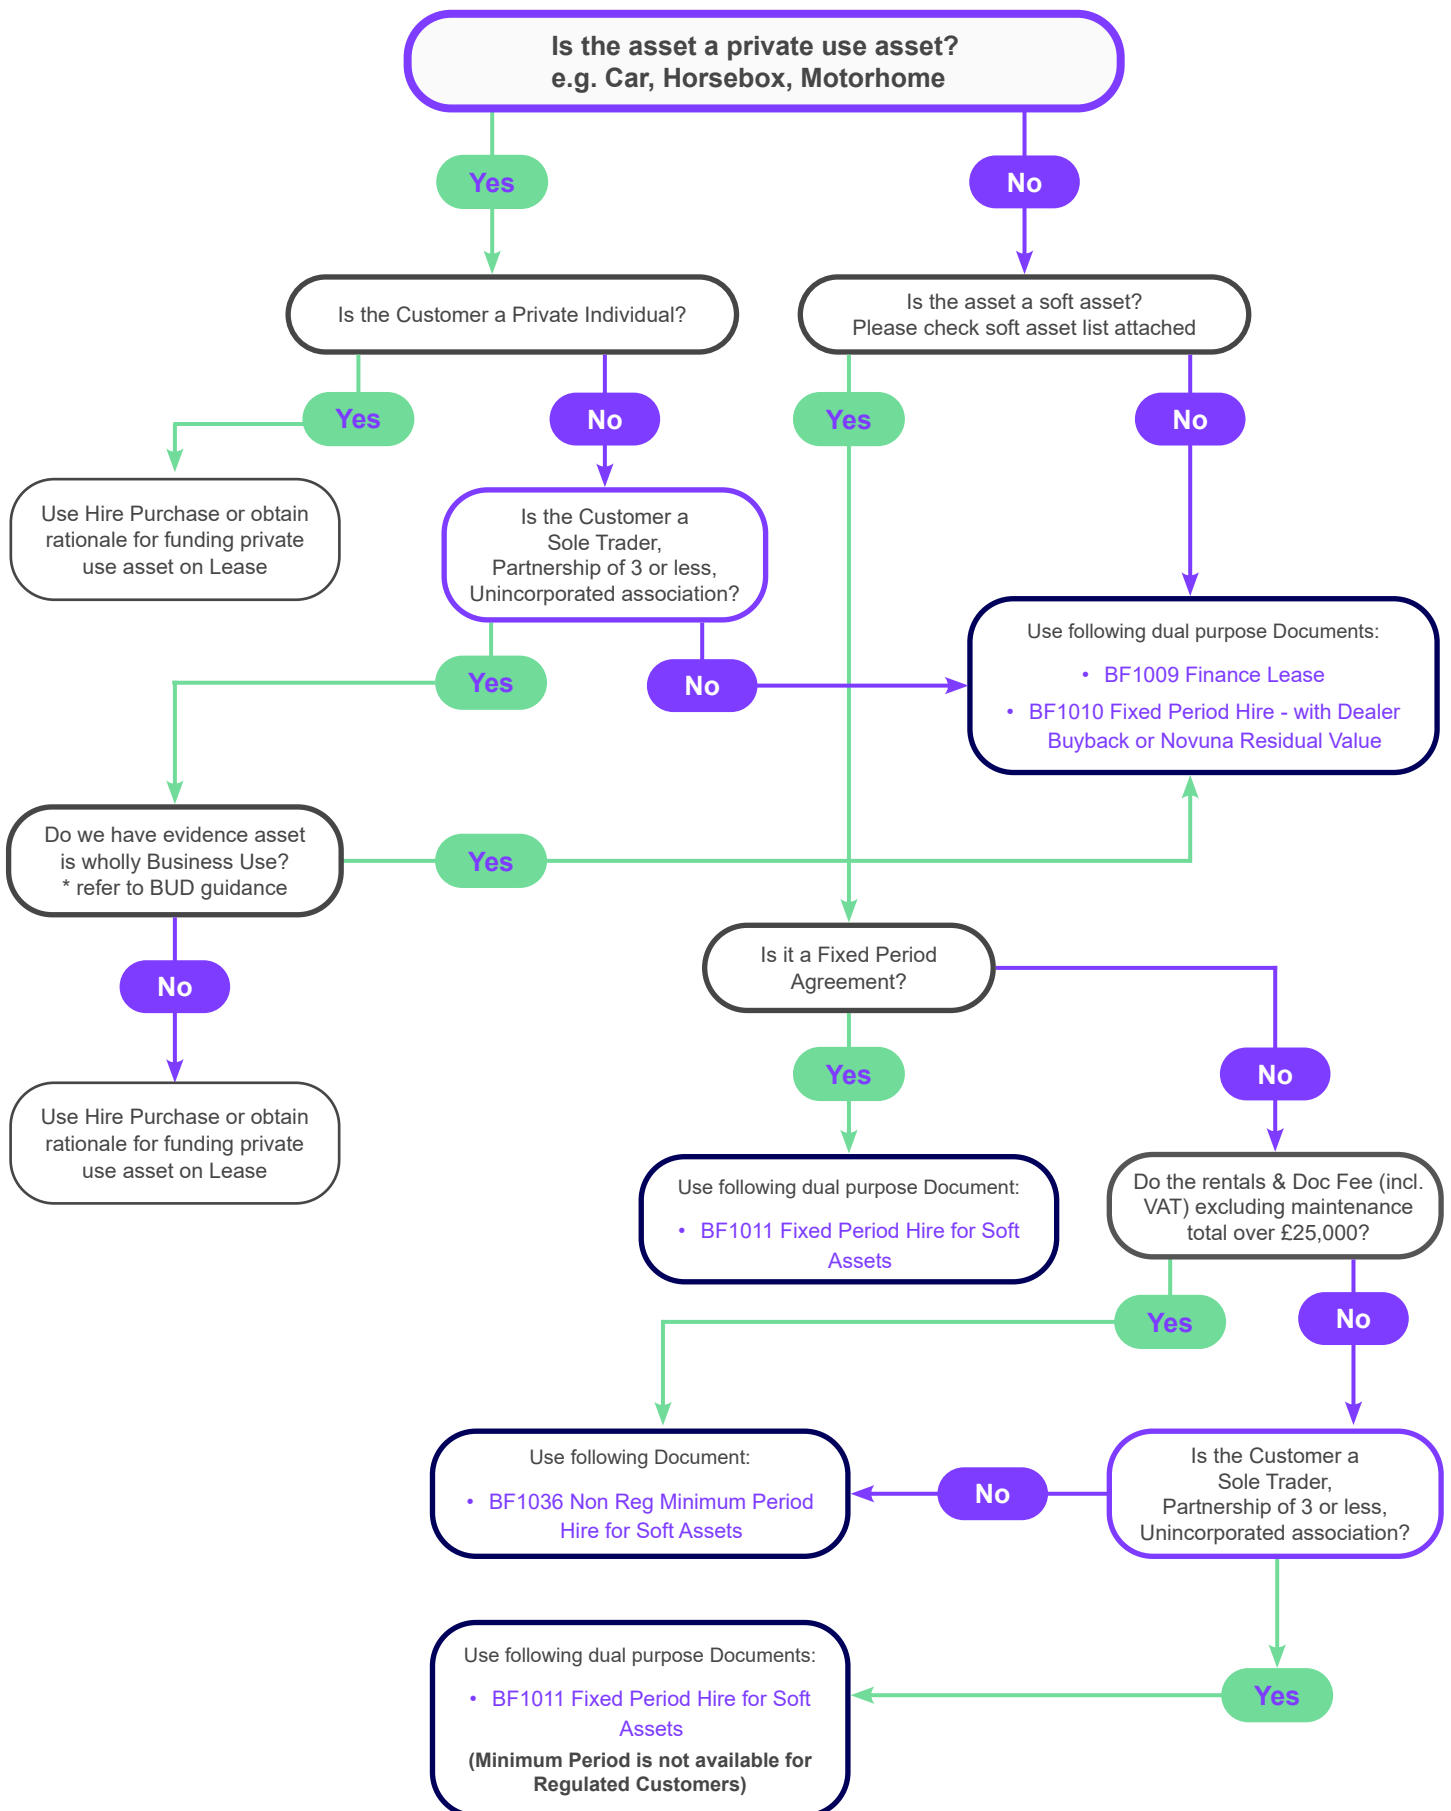 Is the asset a private use asset?
e.g. Car, Horsebox, Motorhome
Yes
No
Is the Customer a Private Individual?
Is the asset a soft asset?
Please check soft asset list attached
Yes
No
Yes
No
Use Hire Purchase or obtain
rationale for funding private
use asset on Lease
Is the Customer a
Sole Trader,
Partnership of 3 or less,
Unincorporated association?
Use following dual purpose Documents:
• BF1009 Finance Lease
• BF1010 Fixed Period Hire - with Dealer
Buyback or Novuna Residual Value
Yes
No
Do we have evidence asset
is wholly Business Use?
* refer to BUD guidance
Yes
Is it a Fixed Period
Agreement?
No
Yes
No
Use Hire Purchase or obtain
rationale for funding private
use asset on Lease
Use following dual purpose Document:
• BF1011 Fixed Period Hire for Soft
Assets
Do the rentals & Doc Fee (incl.
VAT) excluding maintenance
total over £25,000?
Yes
No
Use following Document:
• BF1036 Non Reg Minimum Period
Hire for Soft Assets
No
Is the Customer a
Sole Trader,
Partnership of 3 or less,
Unincorporated association?
Use following dual purpose Documents:
• BF1011 Fixed Period Hire for Soft
Assets
(Minimum Period is not available for
Regulated Customers)
Yes